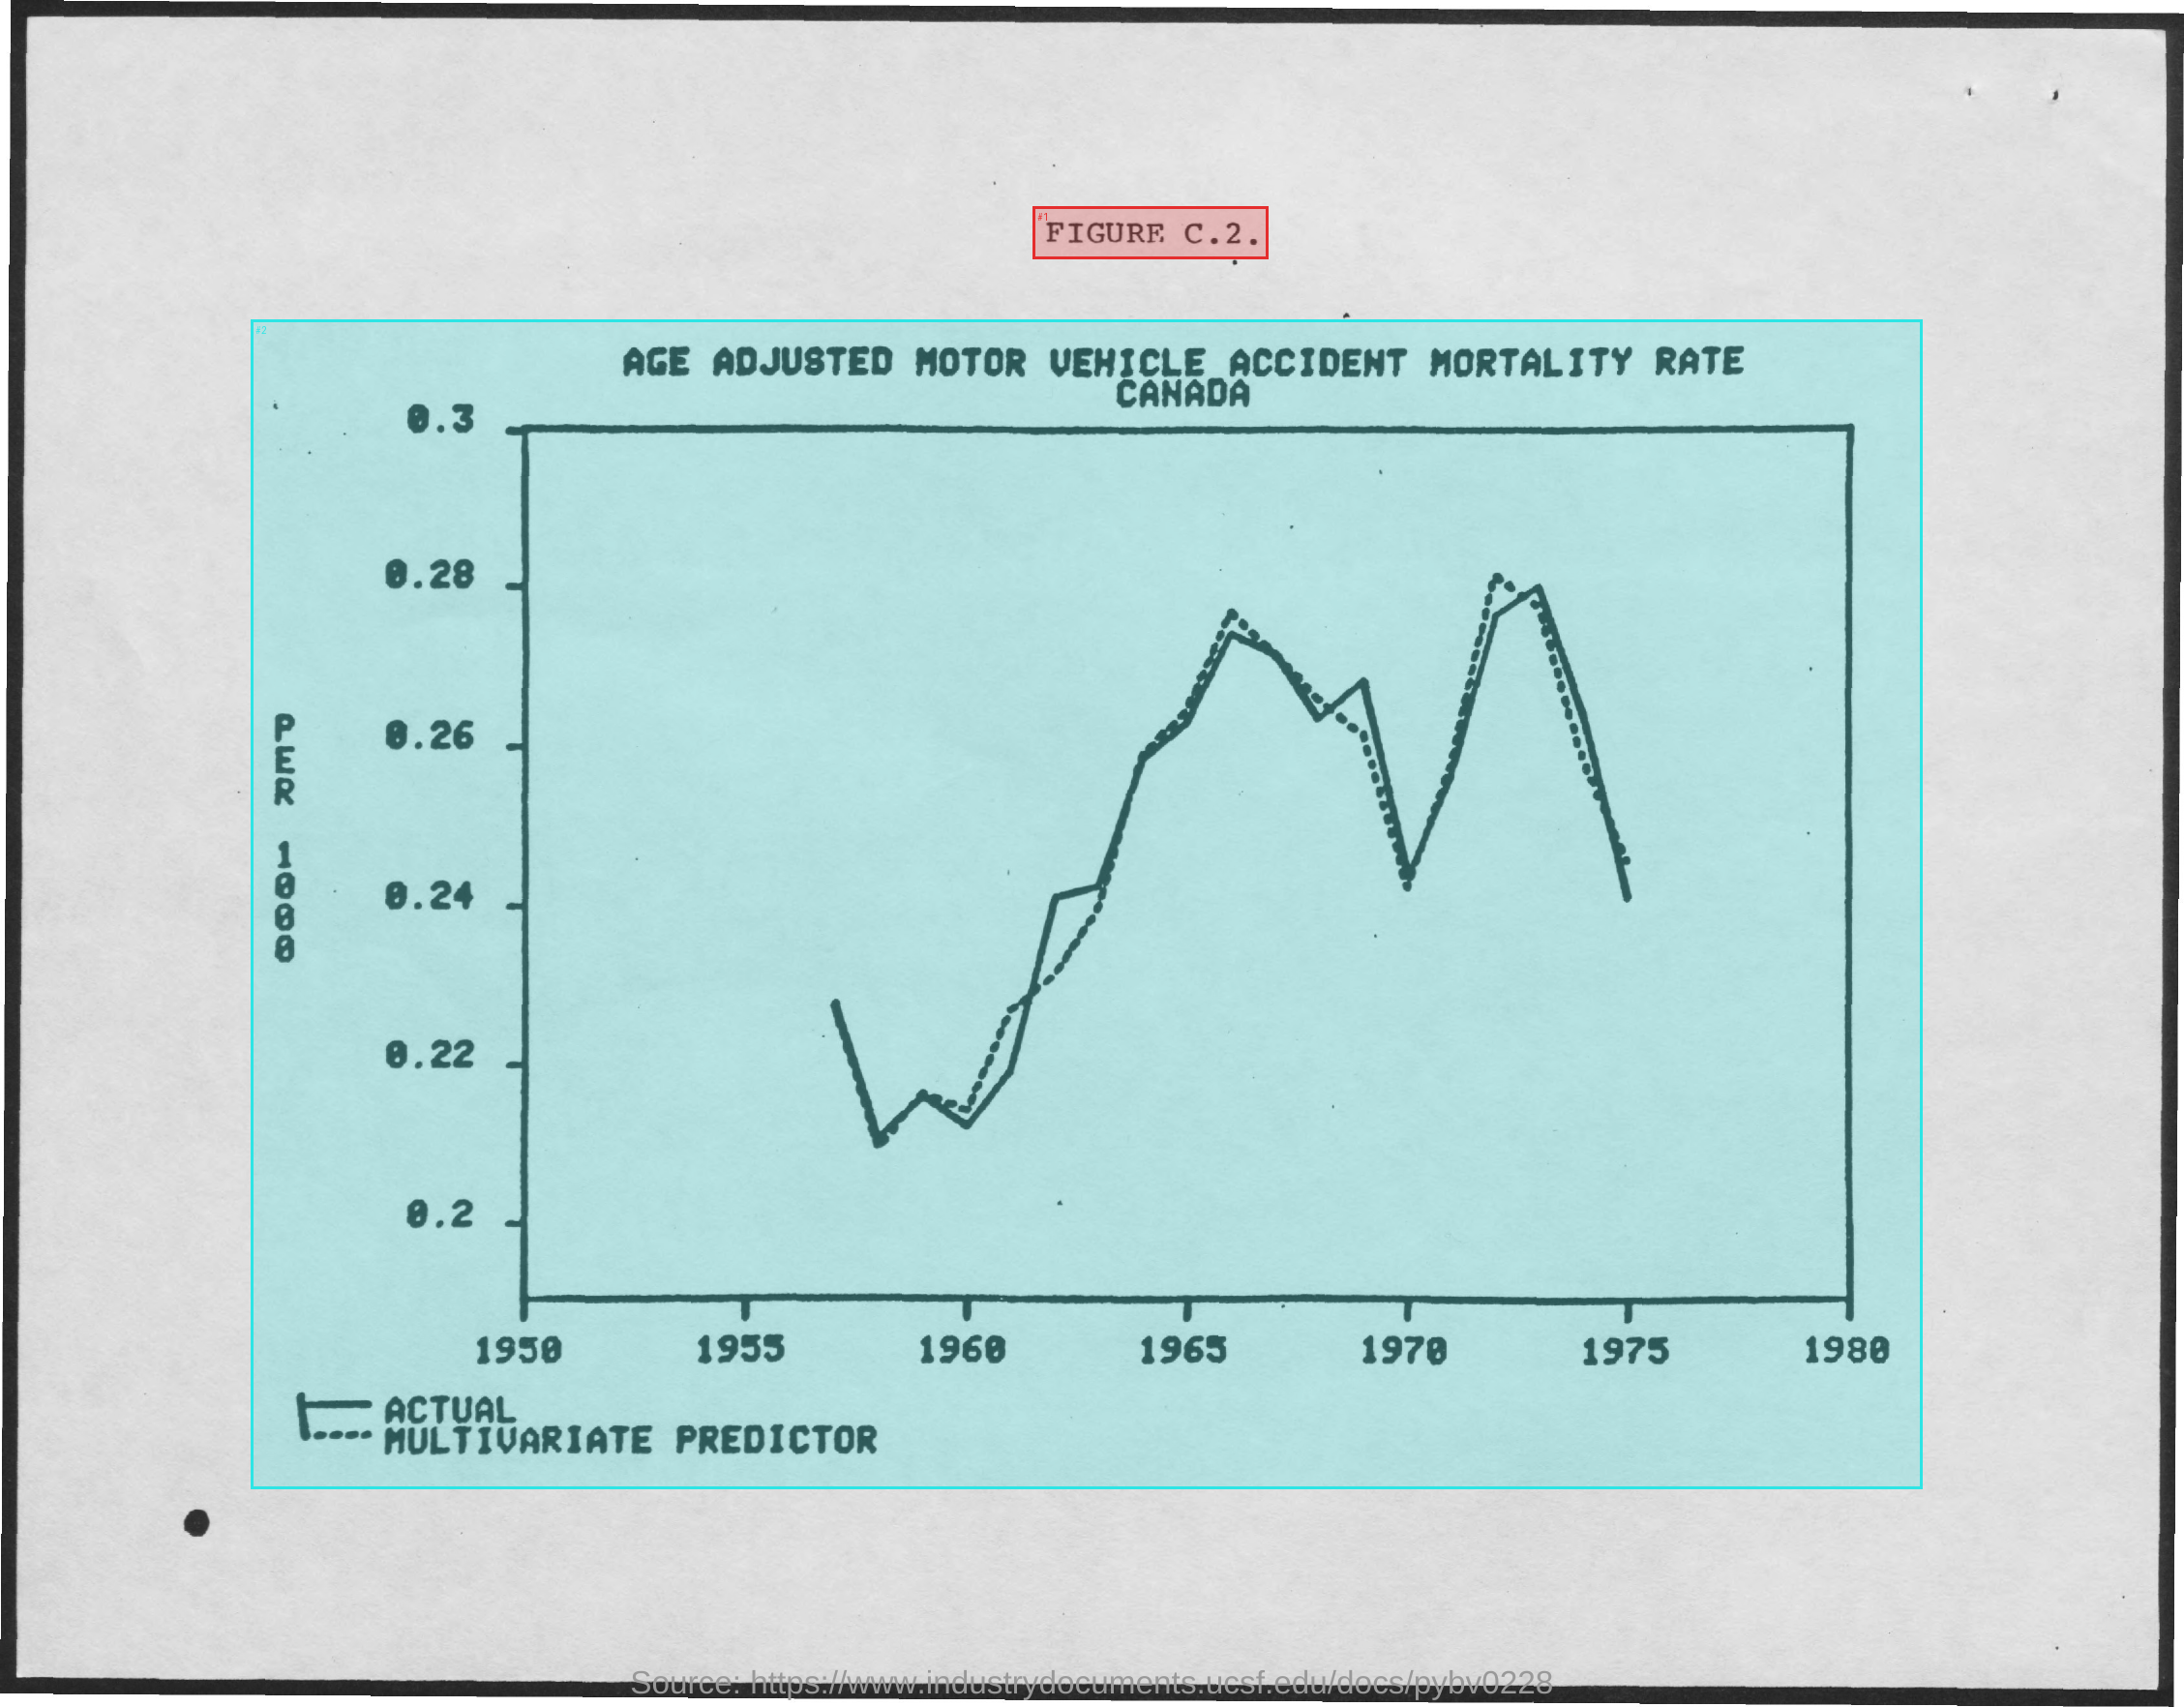 #1
FIGURE C.2.
#2
AGE ADJUSTED MOTOR VEHICLE ACCIDENT MORTALITY RATE
CANADA
0.3
0.28
0.26
0.24
0.22
0.2
PER 1000
1950 1955 1960 1965 1970 1975 1980
ACTUAL
MULTIVARIATE PREDICTOR
Source: https://www.industrydocuments.ucsf.edu/docs/pybv0228